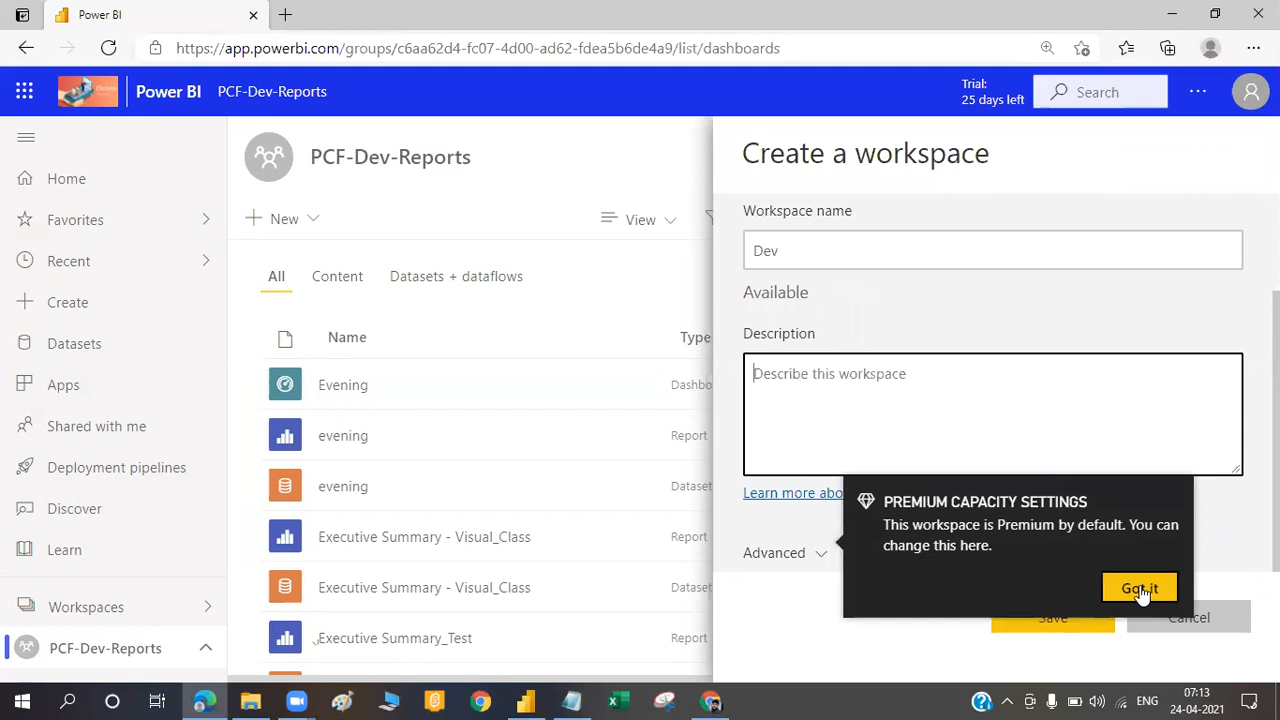 Power BI
https://app.powerbi.com/groups/c6aa62d4-fc07-4d00-ad62-fdea5b6de4a9/list/dashboards
Power BI
PCF-Dev-Reports
Trial:
25 days left
Search
Home
Favorites
Recent
Create
Datasets
Apps
Shared with me
Deployment pipelines
Discover
Learn
Workspaces
PCF-Dev-Reports
PCF-Dev-Reports
New
View
All
Content
Datasets + dataflows
Name
Type
Evening
Dashbo
evening
Report
evening
Dataset
Executive Summary - Visual_Class
Report
Executive Summary - Visual_Class
Dataset
Executive Summary_Test
Report
Create a workspace
Workspace name
Dev
Available
Description
Describe this workspace
Learn more abo
PREMIUM CAPACITY SETTINGS
This workspace is Premium by default. You can
change this here.
Advanced
Got it
Save
Cancel
ENG
07:13
24-04-2021